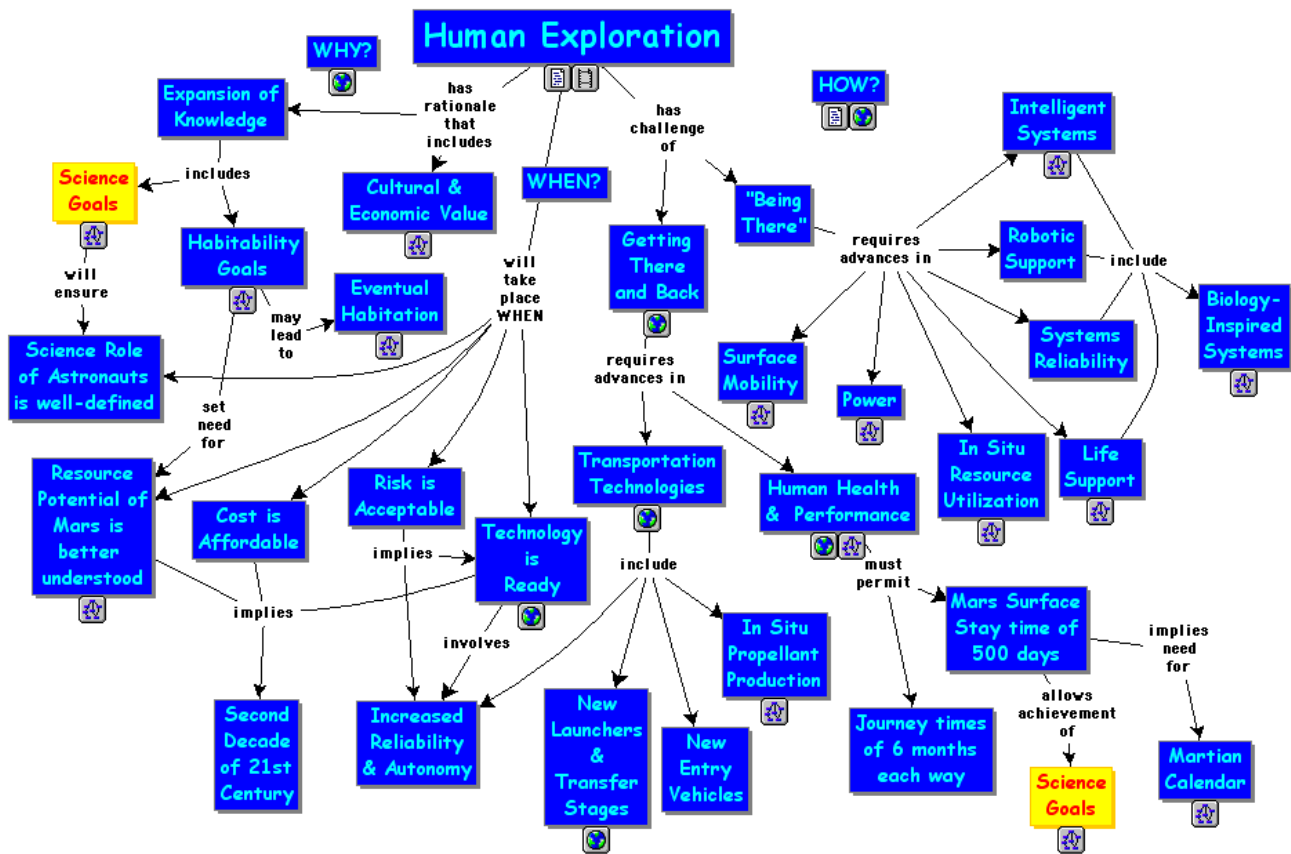 Human Exploration
WHY?
HOW?
WHEN?
has
rationale
that
includes
Expansion of
Knowledge
includes
Science
Goals
will
ensure
Science Role
of Astronauts
is well-defined
Habitability
Goals
may
lead
to
Eventual
Habitation
set
need
for
Cultural &
Economic Value
will
take
place
WHEN
Resource
Potential of
Mars is
better
understood
Cost is
Affordable
Risk is
Acceptable
implies
Technology
is
Ready
implies
involves
Second
Decade
of 21st
Century
Increased
Reliability
& Autonomy
has
challenge
of
Getting
There
and Back
requires
advances in
Transportation
Technologies
include
New
Launchers
&
Transfer
Stages
New
Entry
Vehicles
In Situ
Propellant
Production
Human Health
& Performance
must
permit
Journey times
of 6 months
each way
Mars Surface
Stay time of
500 days
allows
achievement
of
Science
Goals
implies
need
for
Martian
Calendar
"Being
There"
requires
advances in
Surface
Mobility
Power
In Situ
Resource
Utilization
Life
Support
Systems
Reliability
Robotic
Support
Intelligent
Systems
include
Biology-
Inspired
Systems